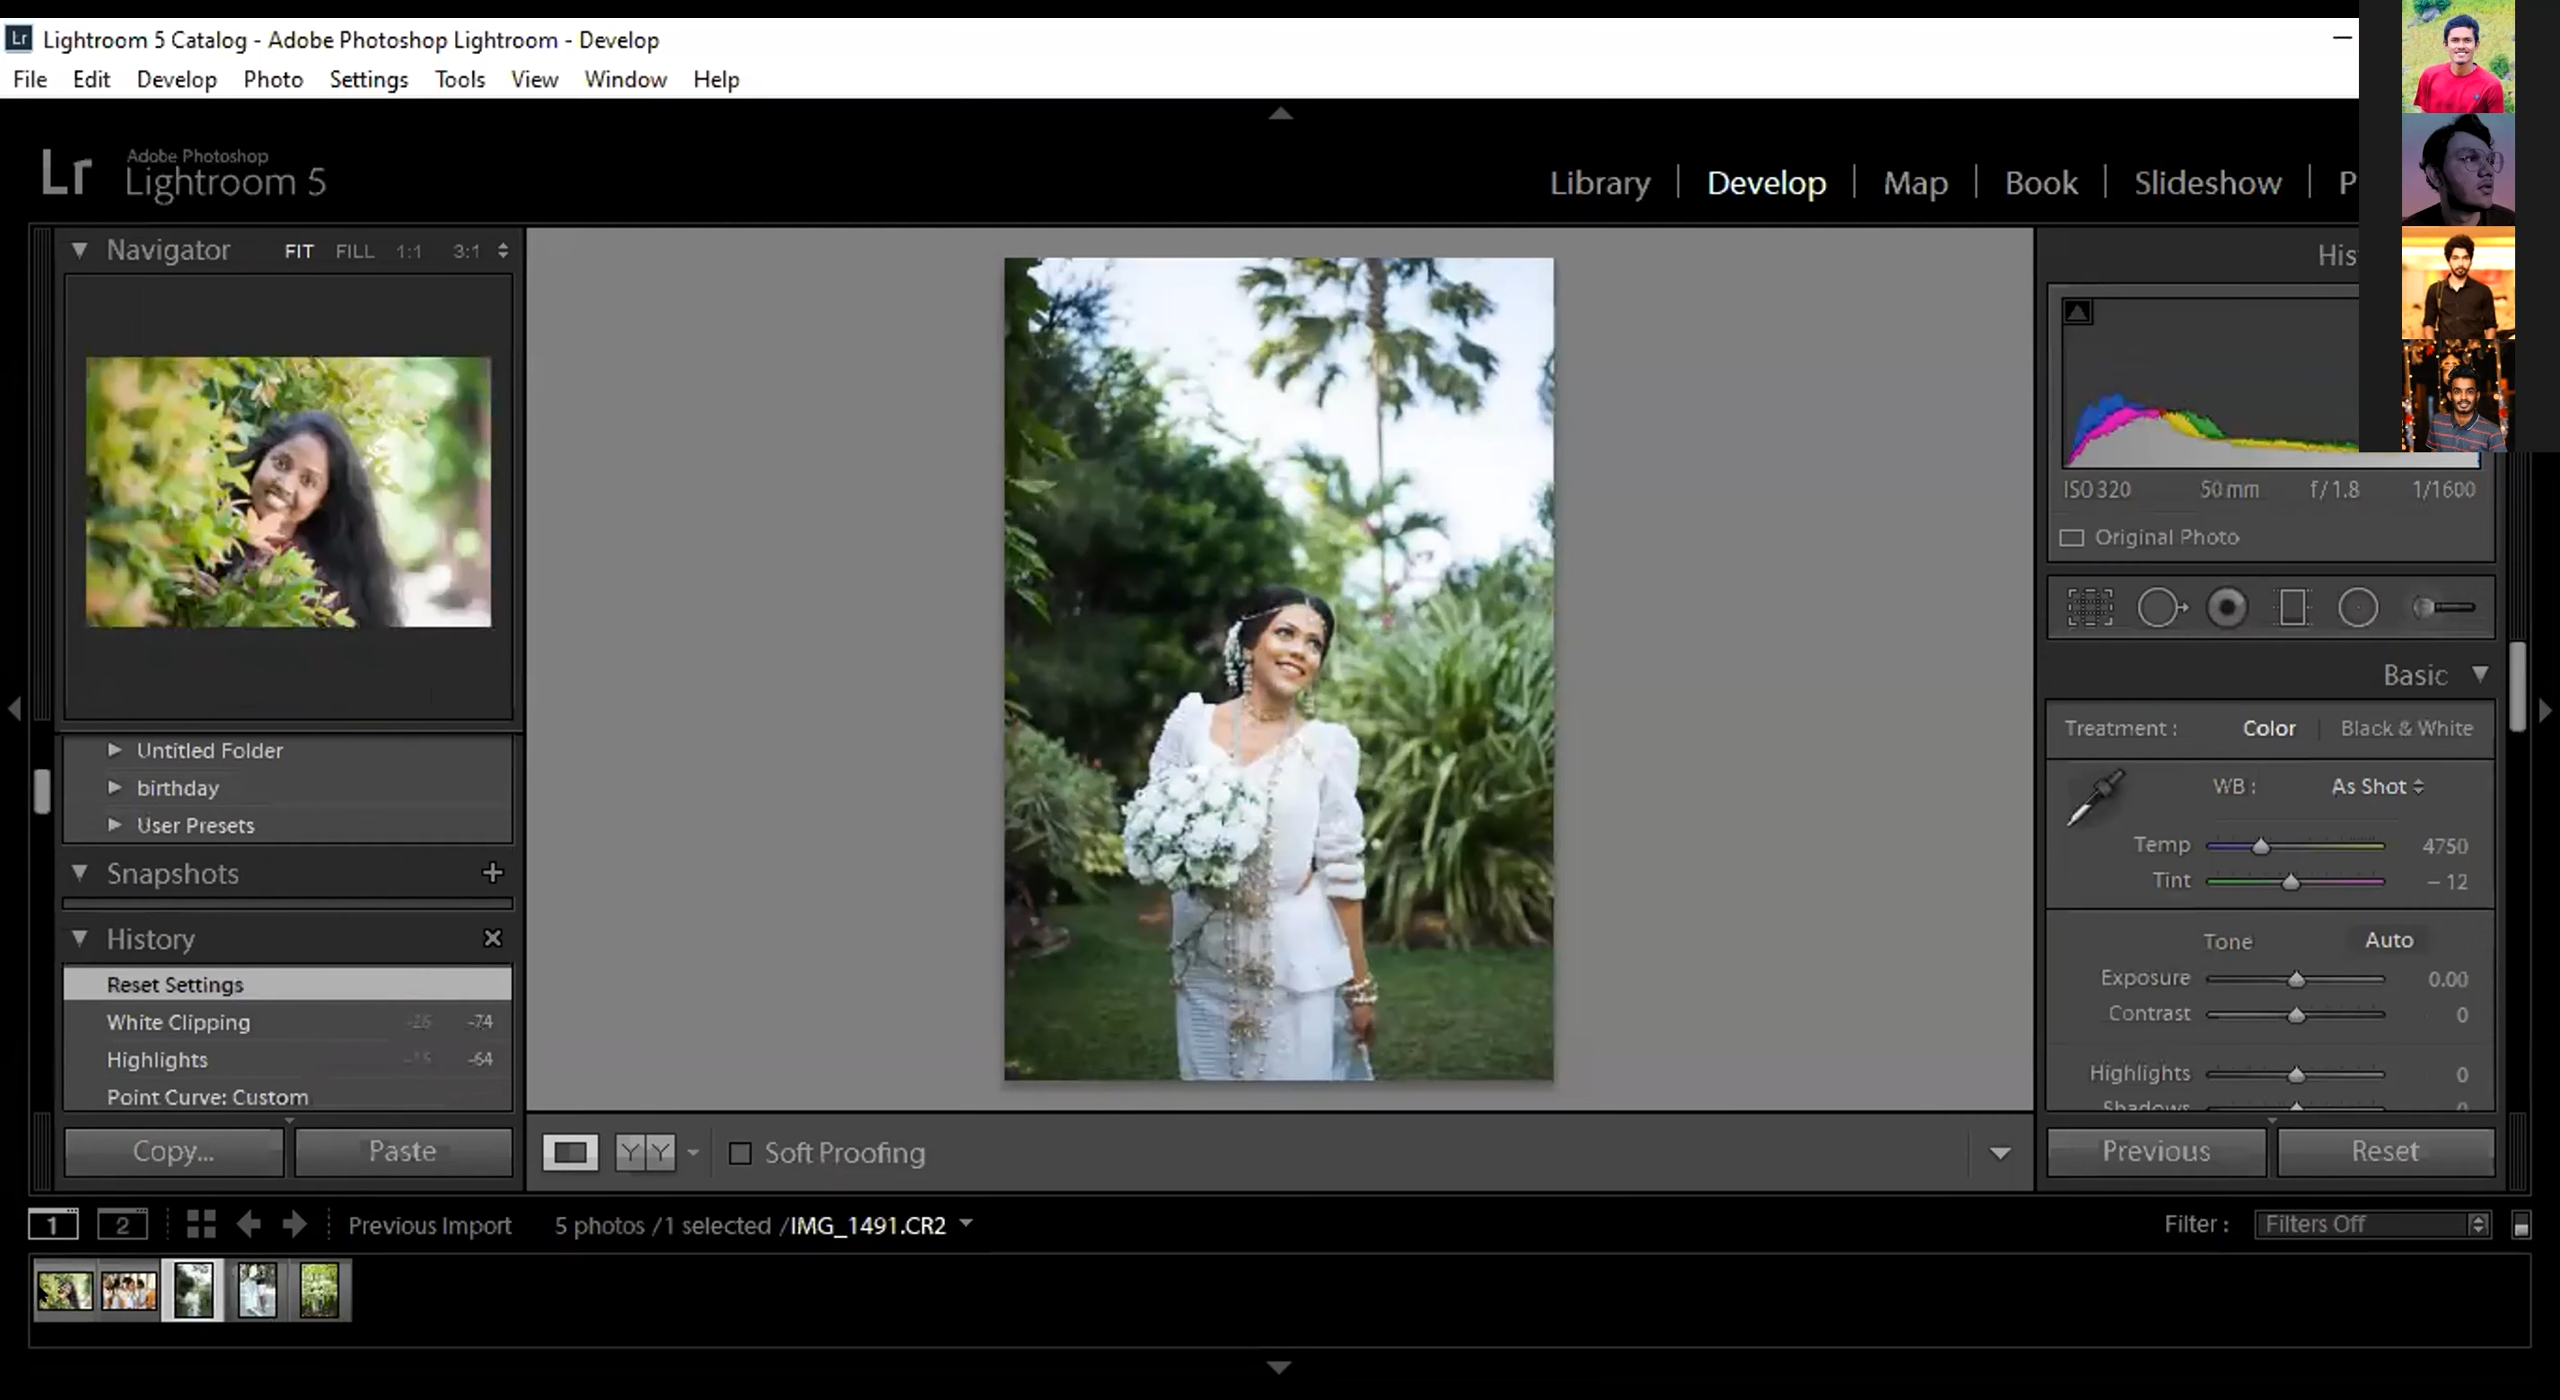 Lr Lightroom 5 Catalog - Adobe Photoshop Lightroom - Develop
File Edit Develop Photo Settings Tools View Window Help
Lr Adobe Photoshop
Lightroom 5
Library | Develop | Map | Book | Slideshow |
Navigator FIT FILL 1:1 3:1
ISO 320 50 mm f / 1.8 1/1600
Original Photo
Basic
Treatment : Color | Black & White
WB : As Shot
Temp 4750
Tint - 12
Tone Auto
Exposure 0.00
Contrast 0
Highlights 0
Shadows 0
Untitled Folder
birthday
User Presets
Snapshots +
History
Reset Settings
White Clipping -74
Highlights -64
Point Curve: Custom
Copy... Paste
YY Soft Proofing
Previous Reset
1 2 Previous Import 5 photos /1 selected /IMG_1491.CR2
Filter : Filters Off